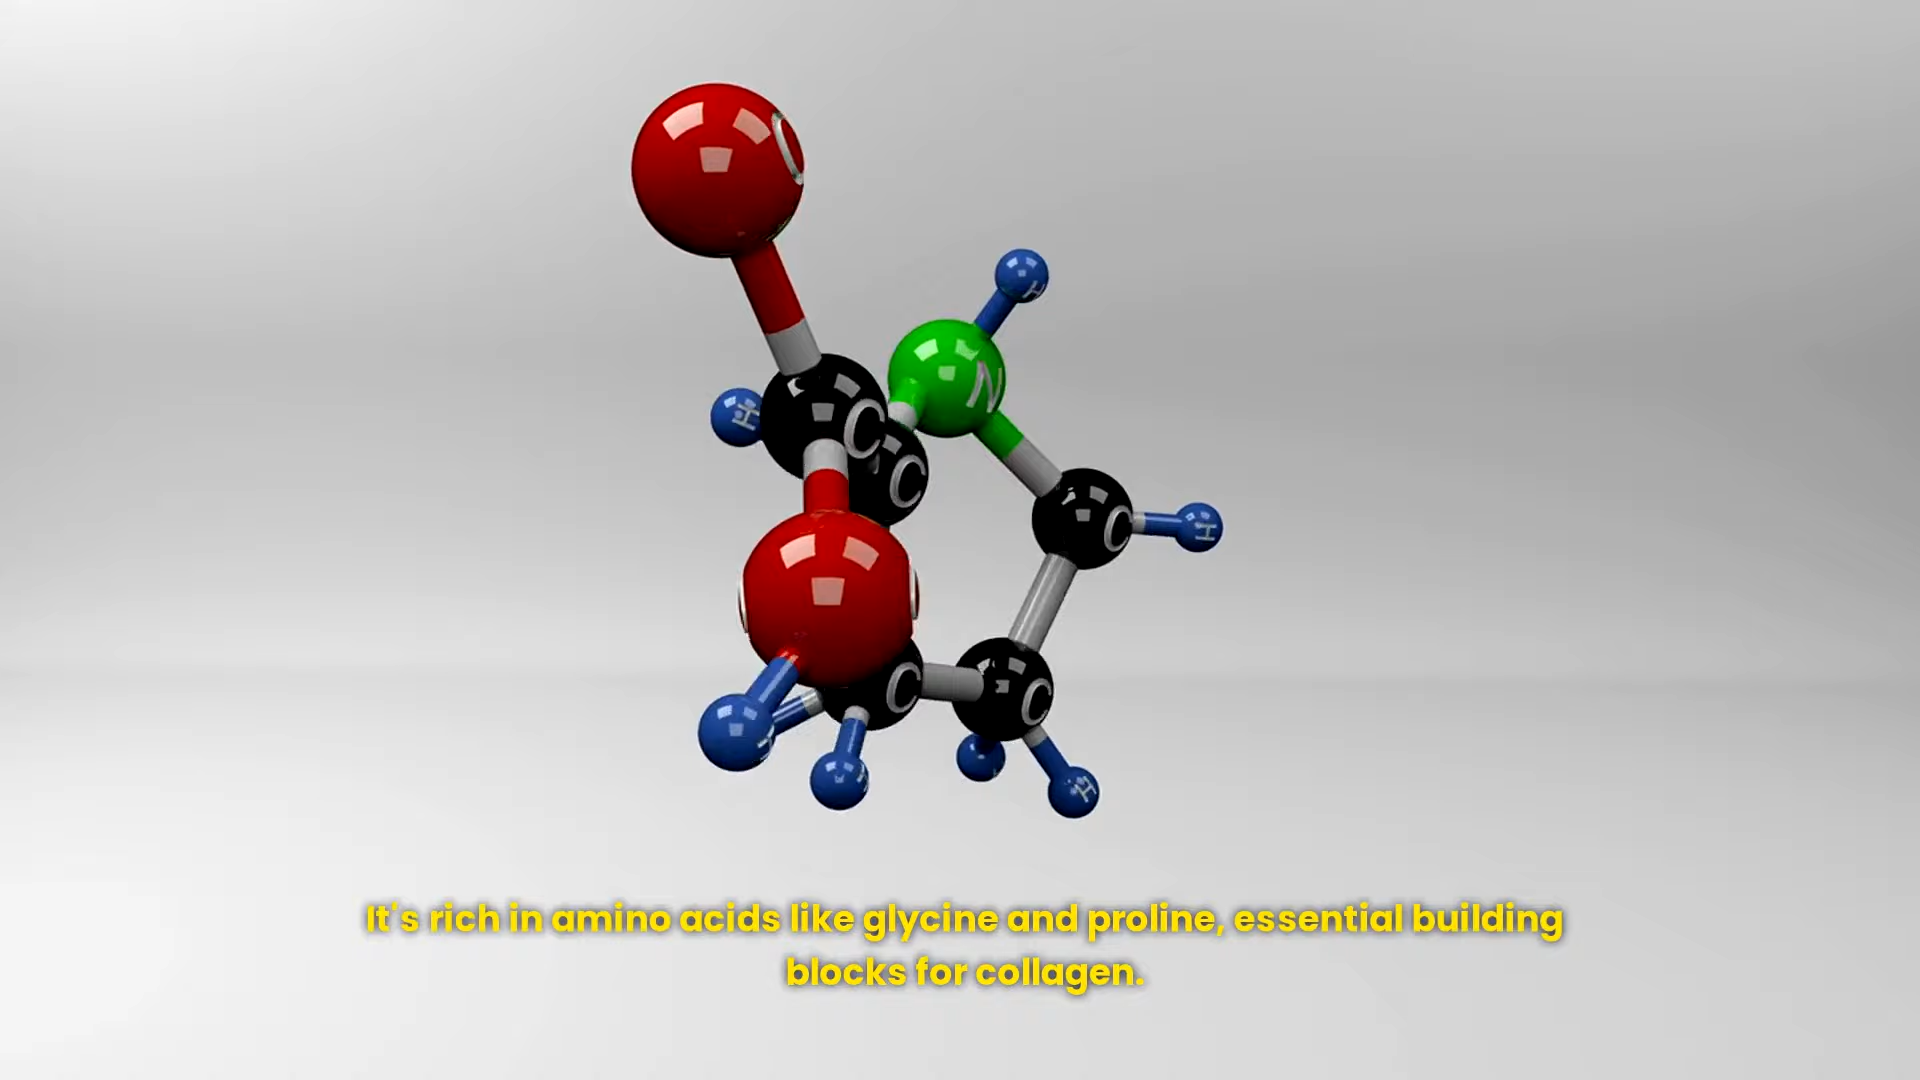 O
H
N
H
C
C
H
C
O
C
C
H
H
H
H
H
It's rich in amino acids like glycine and proline, essential building
blocks for collagen.